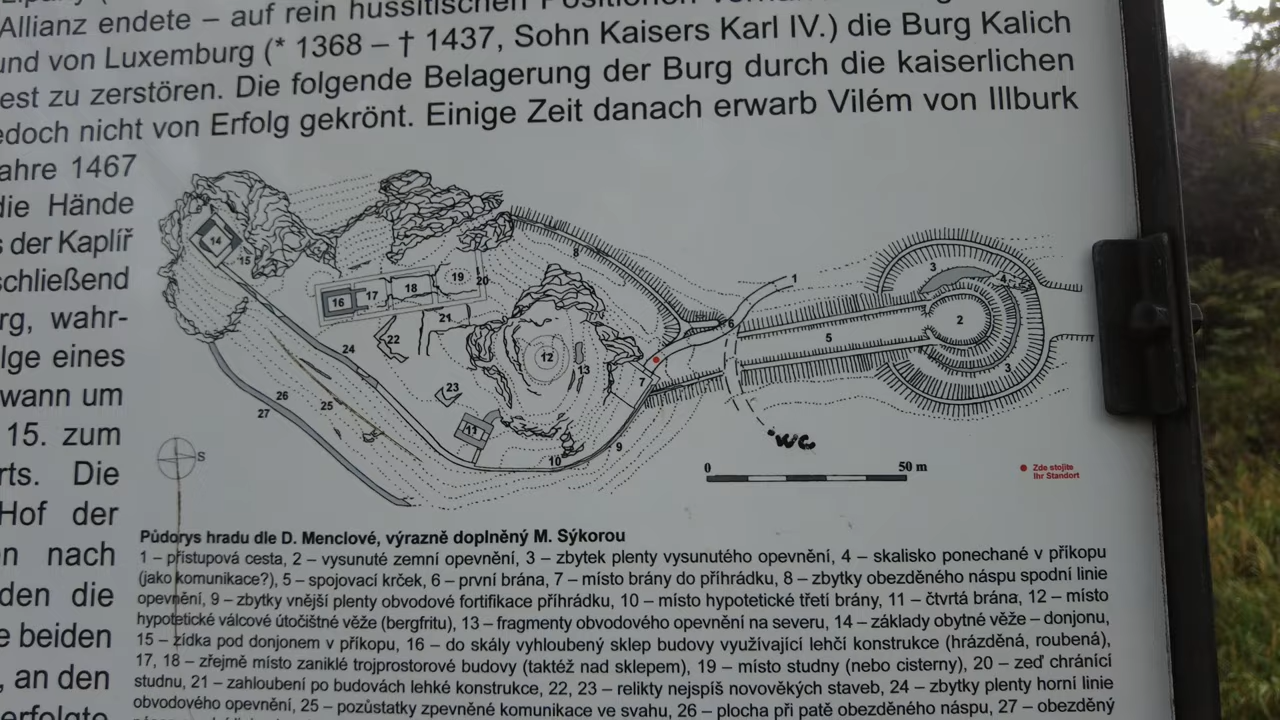 Allianz endete – auf rein hussitischen Positionen
und von Luxemburg (* 1368 – † 1437, Sohn Kaisers Karl IV.) die Burg Kalich
est zu zerstören. Die folgende Belagerung der Burg durch die kaiserlichen
edoch nicht von Erfolg gekrönt. Einige Zeit danach erwarb Vilém von Illburk
ahre 1467
die Hände
s der Kaplíř
schließend
rg, wahr-
lge eines
wann um
15. zum
rts. Die
Hof der
en nach
den die
e beiden
, an den
erfolgte
14
15
16
17
18
19
20
21
22
23
24
25
26
27
8
12
13
11
10
9
7
6
1
5
3
4
2
3
WC
S
0 50 m
Zde stojíte
Ihr Standort
Půdorys hradu dle D. Menclové, výrazně doplněný M. Sýkorou
1 – přístupová cesta, 2 – vysunuté zemní opevnění, 3 – zbytek plenty vysunutého opevnění, 4 – skalisko ponechané v příkopu
(jako komunikace?), 5 – spojovací krček, 6 – první brána, 7 – místo brány do příhrádku, 8 – zbytky obezděného náspu spodní linie
opevnění, 9 – zbytky vnější plenty obvodové fortifikace příhrádku, 10 – místo hypotetické třetí brány, 11 – čtvrtá brána, 12 – místo
hypotetické válcové útočištné věže (bergfritu), 13 – fragmenty obvodového opevnění na severu, 14 – základy obytné věže – donjonu,
15 – zídka pod donjonem v příkopu, 16 – do skály vyhloubený sklep budovy využívající lehčí konstrukce (hrázděná, roubená),
17, 18 – zřejmě místo zaniklé trojprostorové budovy (taktéž nad sklepem), 19 – místo studny (nebo cisterny), 20 – zeď chránící
studnu, 21 – zahloubení po budovách lehké konstrukce, 22, 23 – relikty nejspíš novověkých staveb, 24 – zbytky plenty horní linie
obvodového opevnění, 25 – pozůstatky zpevněné komunikace ve svahu, 26 – plocha při patě obezděného náspu, 27 – obezděný